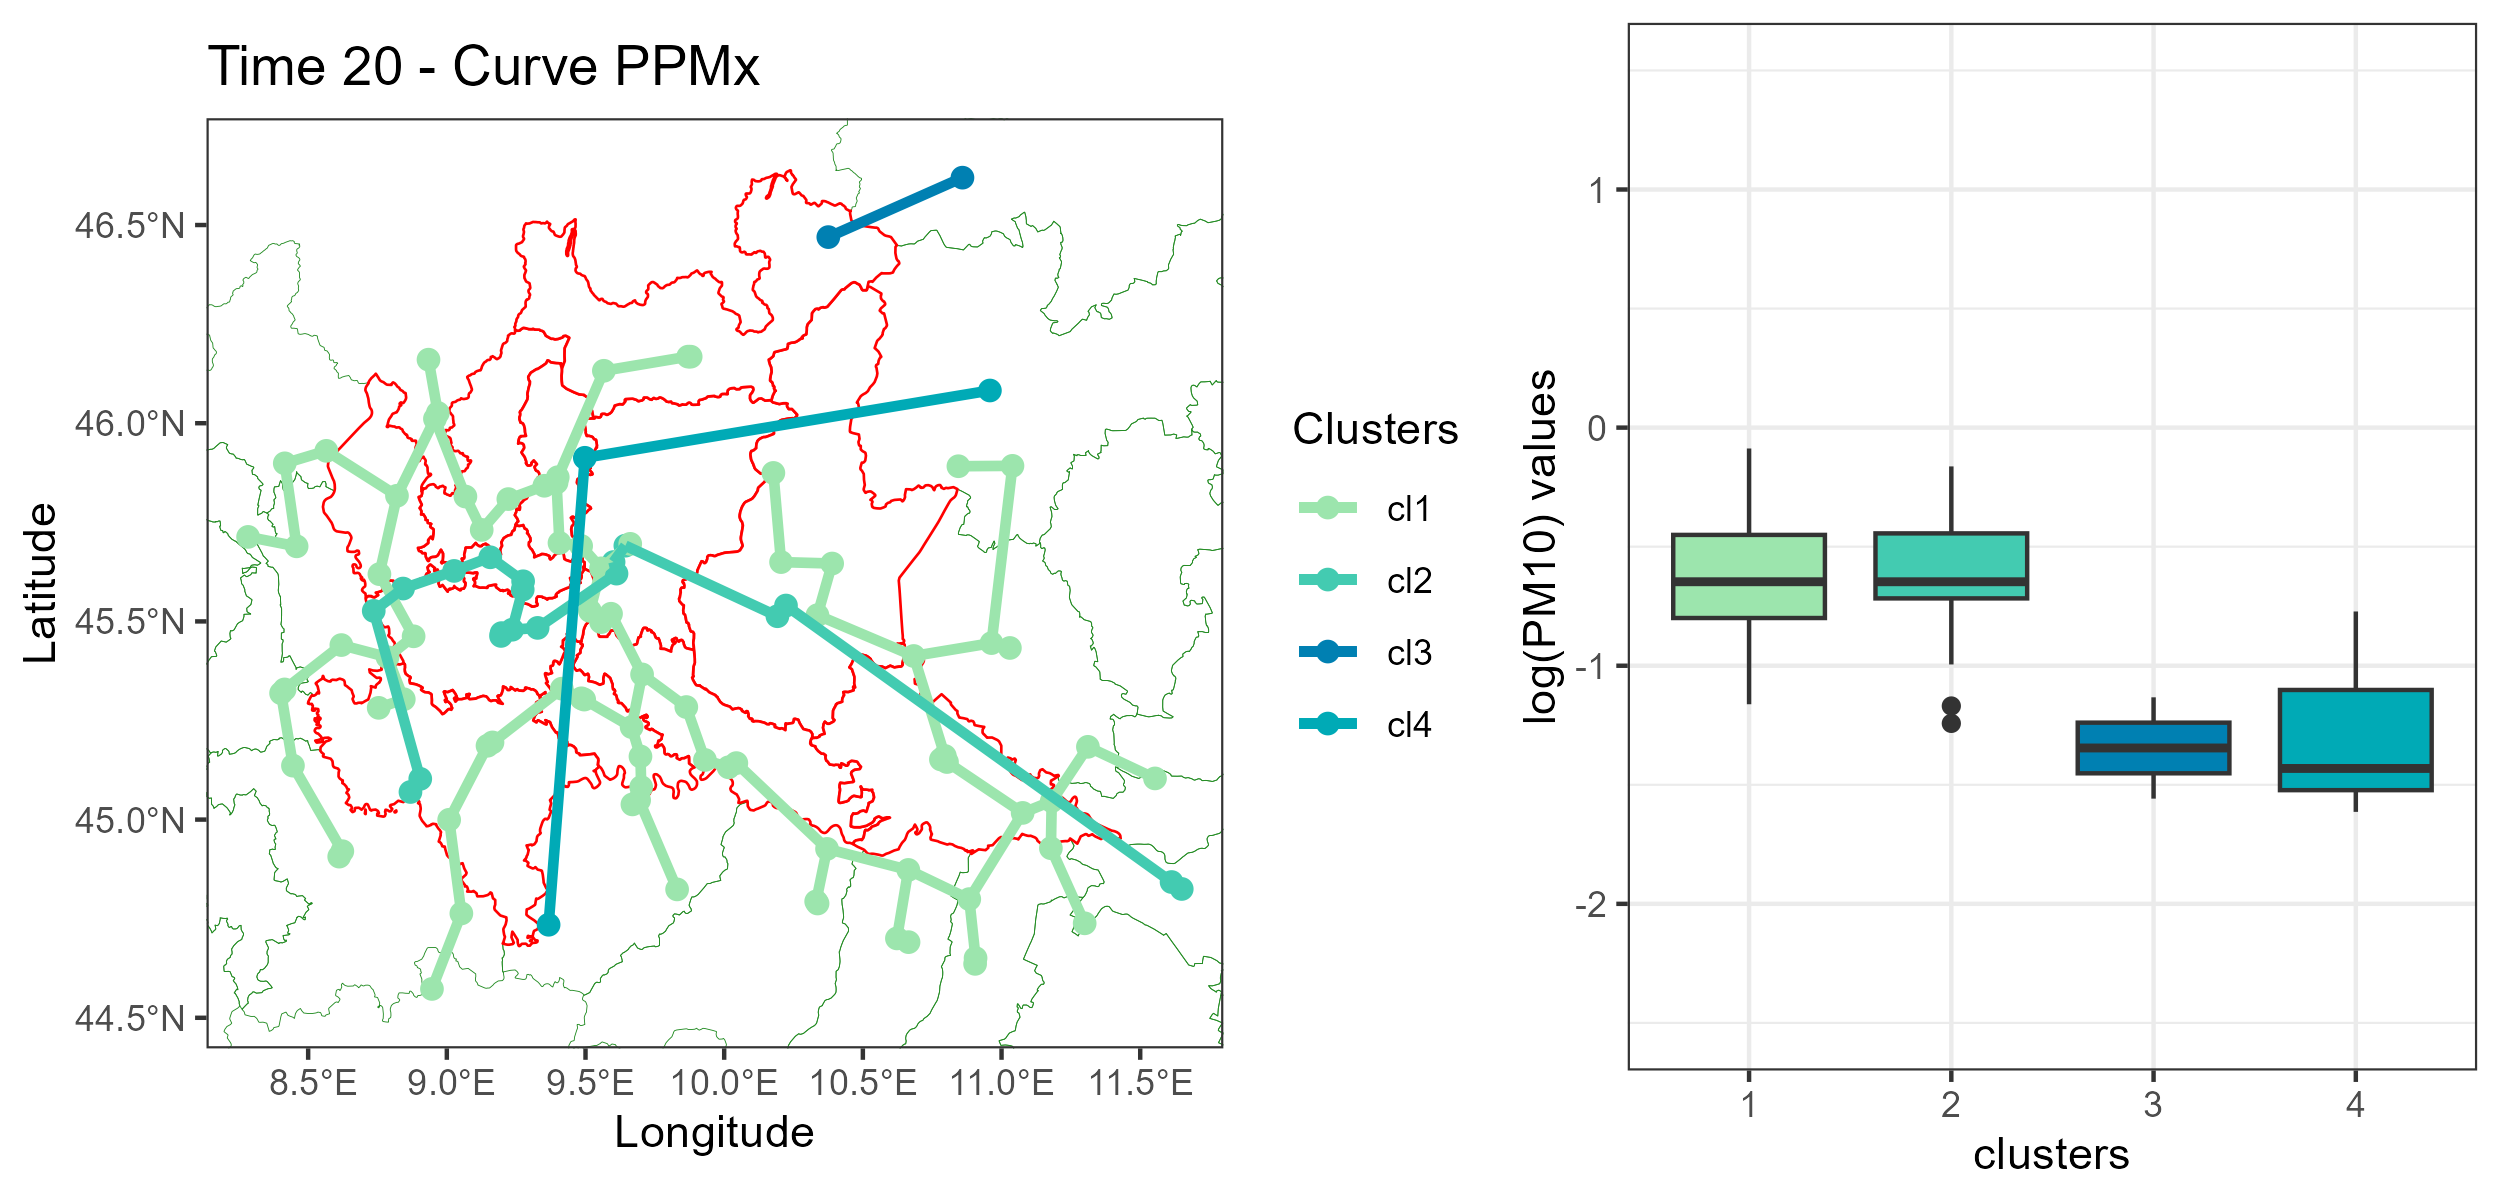 Time 20 - Curve PPMx
Latitude
46.5°N
46.0°N
45.5°N
45.0°N
44.5°N
8.5°E 9.0°E 9.5°E 10.0°E 10.5°E 11.0°E 11.5°E
Longitude
Clusters
cl1
cl2
cl3
cl4
log(PM10) values
1
0
-1
-2
1 2 3 4
clusters